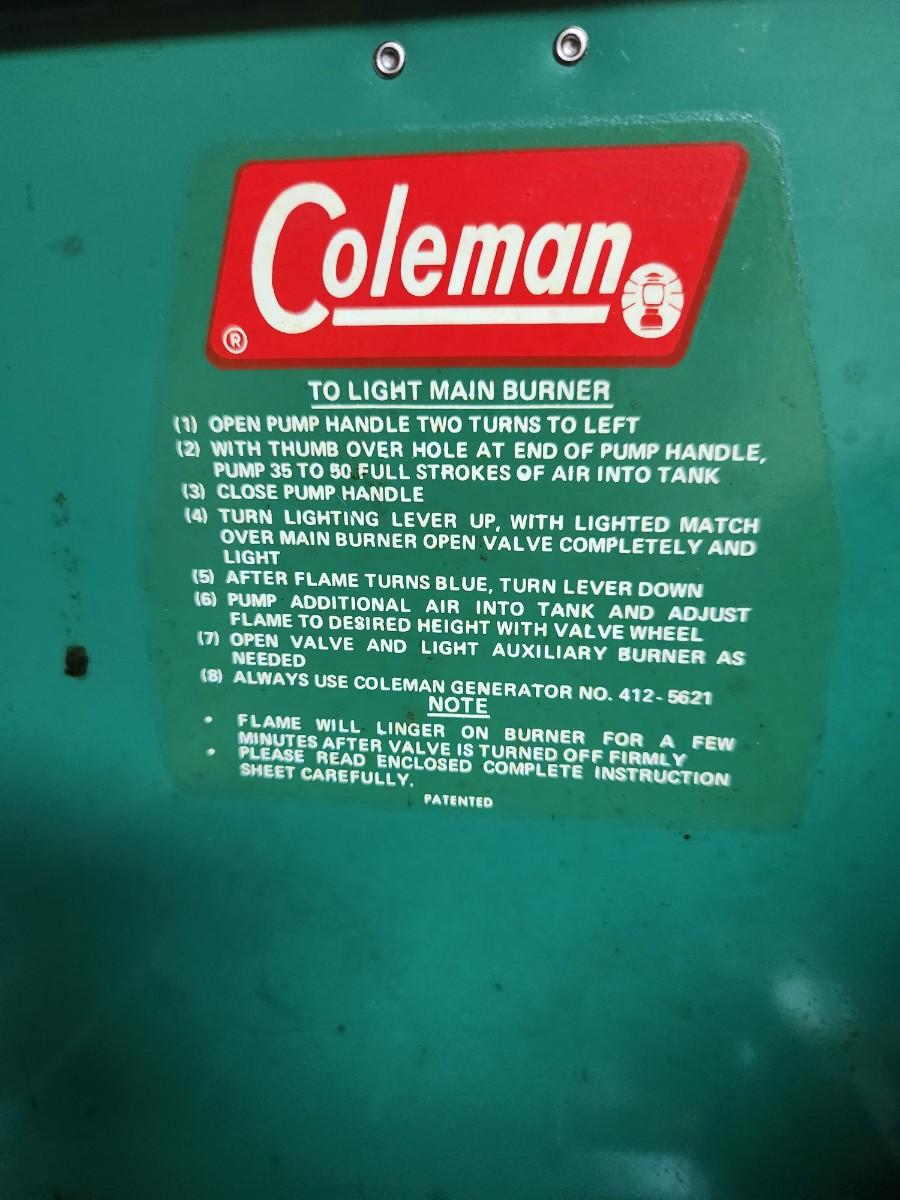 Coleman
®
TO LIGHT MAIN BURNER
(1) OPEN PUMP HANDLE TWO TURNS TO LEFT
(2) WITH THUMB OVER HOLE AT END OF PUMP HANDLE,
PUMP 35 TO 50 FULL STROKES OF AIR INTO TANK
(3) CLOSE PUMP HANDLE
(4) TURN LIGHTING LEVER UP, WITH LIGHTED MATCH
OVER MAIN BURNER OPEN VALVE COMPLETELY AND
LIGHT
(5) AFTER FLAME TURNS BLUE, TURN LEVER DOWN
(6) PUMP ADDITIONAL AIR INTO TANK AND ADJUST
FLAME TO DESIRED HEIGHT WITH VALVE WHEEL
(7) OPEN VALVE AND LIGHT AUXILIARY BURNER AS
NEEDED
(8) ALWAYS USE COLEMAN GENERATOR NO. 412-5621
NOTE
• FLAME WILL LINGER ON BURNER FOR A FEW
MINUTES AFTER VALVE IS TURNED OFF FIRMLY
• PLEASE READ ENCLOSED COMPLETE INSTRUCTION
SHEET CAREFULLY.
PATENTED